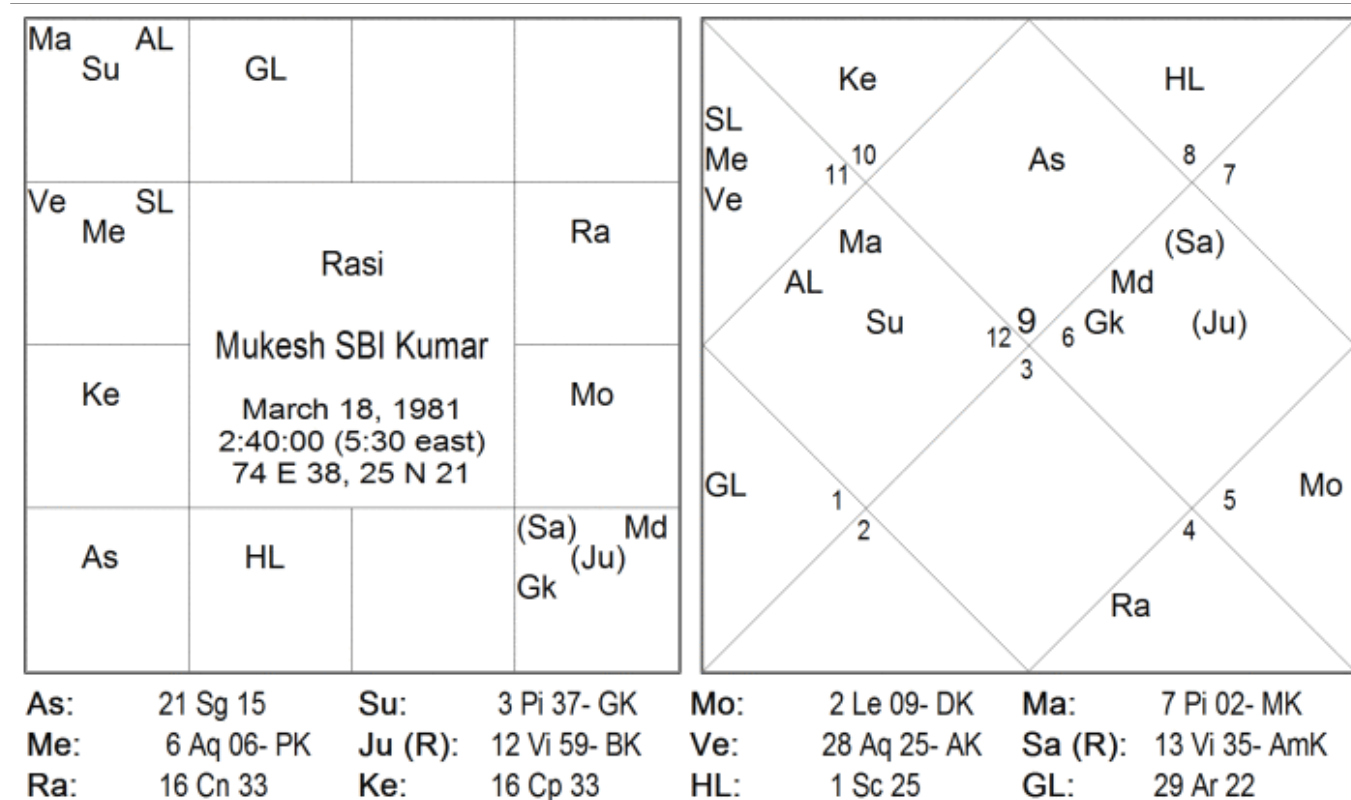 Ma AL
Su
GL
Ve SL
Me
Rasi
Ra
Mukesh SBI Kumar
Ke
March 18, 1981
2:40:00 (5:30 east)
74 E 38, 25 N 21
Mo
As
HL
(Sa) Md
(Ju)
Gk
Ke
HL
SL
Me
Ve
10
11
As
8
7
Ma
AL
Su
(Sa)
Md
Gk
(Ju)
12
9
6
3
GL
1
2
5
4
Mo
Ra
As: 21 Sg 15 Su: 3 Pi 37- GK Mo: 2 Le 09- DK Ma: 7 Pi 02- MK
Me: 6 Aq 06- PK Ju (R): 12 Vi 59- BK Ve: 28 Aq 25- AK Sa (R): 13 Vi 35- AmK
Ra: 16 Cn 33 Ke: 16 Cp 33 HL: 1 Sc 25 GL: 29 Ar 22